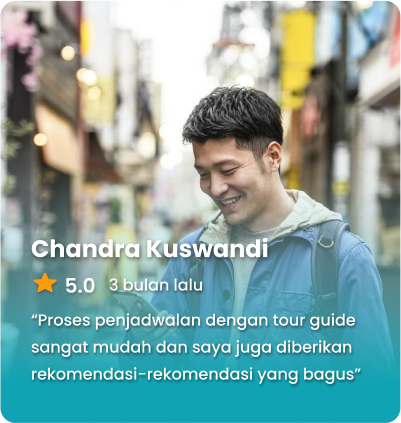 Chandra Kuswandi
5.0 3 bulan lalu
“Proses penjadwalan dengan tour guide
sangat mudah dan saya juga diberikan
rekomendasi-rekomendasi yang bagus”